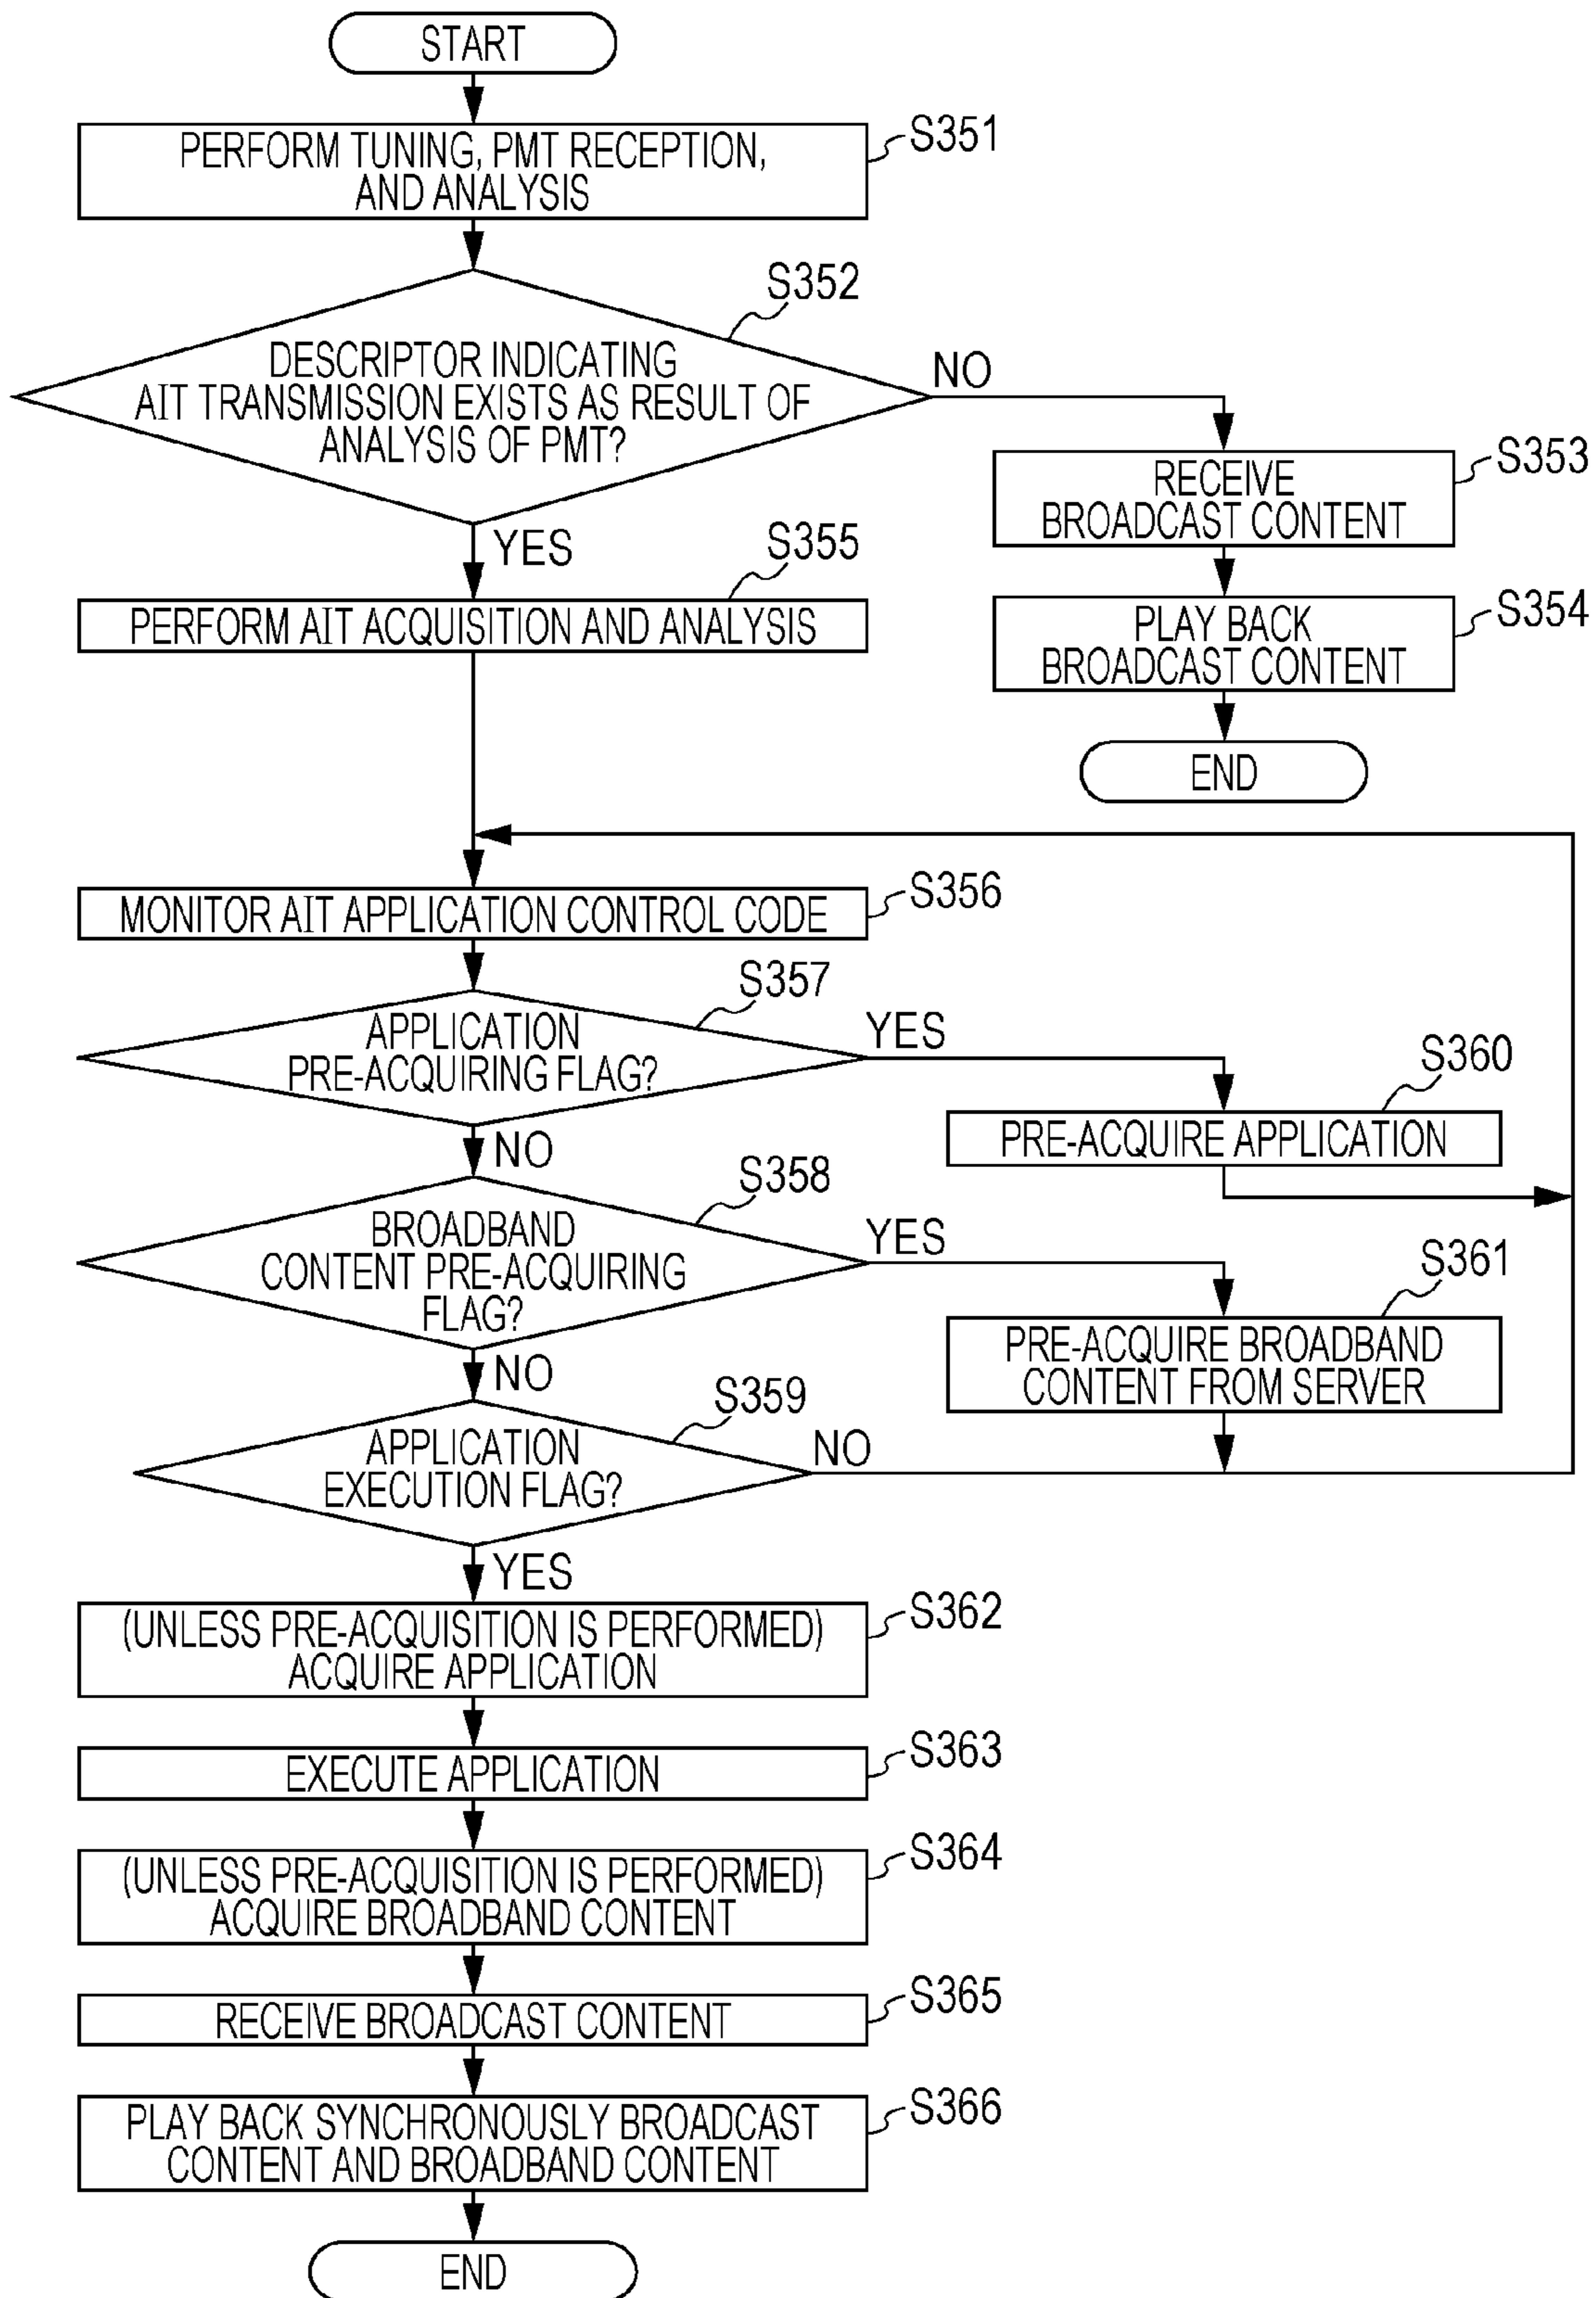 START
PERFORM TUNING, PMT RECEPTION,
AND ANALYSIS
S351
S352
DESCRIPTOR INDICATING
AIT TRANSMISSION EXISTS AS RESULT OF
ANALYSIS OF PMT?
NO
YES
S353
RECEIVE
BROADCAST CONTENT
S354
PLAY BACK
BROADCAST CONTENT
END
S355
PERFORM AIT ACQUISITION AND ANALYSIS
S356
MONITOR AIT APPLICATION CONTROL CODE
S357
APPLICATION
PRE-ACQUIRING FLAG?
YES
NO
S360
PRE-ACQUIRE APPLICATION
S358
BROADBAND
CONTENT PRE-ACQUIRING
FLAG?
YES
NO
S361
PRE-ACQUIRE BROADBAND
CONTENT FROM SERVER
S359
APPLICATION
EXECUTION FLAG?
NO
YES
S362
(UNLESS PRE-ACQUISITION IS PERFORMED)
ACQUIRE APPLICATION
S363
EXECUTE APPLICATION
S364
(UNLESS PRE-ACQUISITION IS PERFORMED)
ACQUIRE BROADBAND CONTENT
S365
RECEIVE BROADCAST CONTENT
S366
PLAY BACK SYNCHRONOUSLY BROADCAST
CONTENT AND BROADBAND CONTENT
END